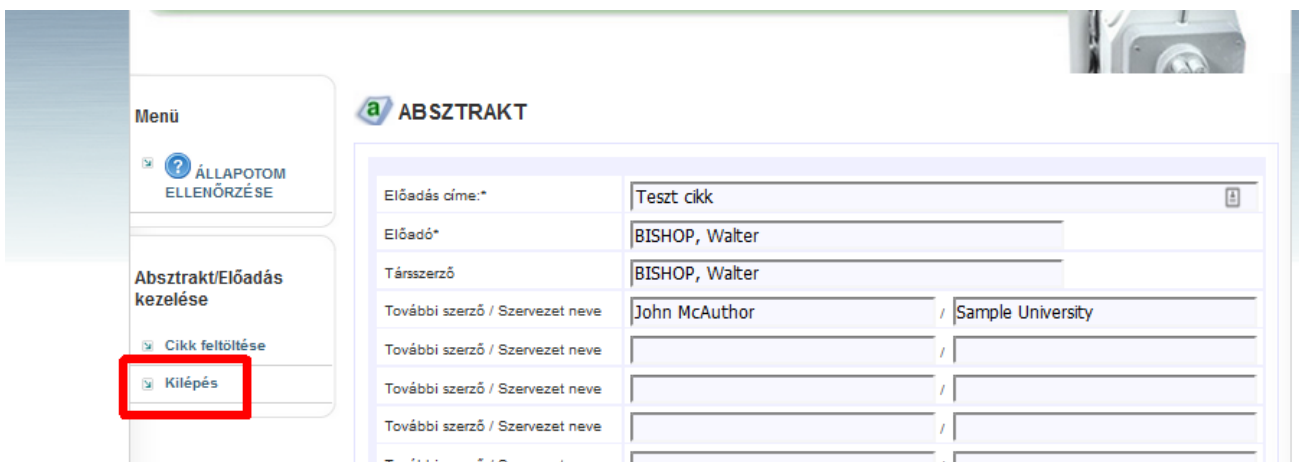 Menü
ÁLLAPOTOM
ELLENŐRZÉSE
Absztrakt/Előadás
kezelése
Cikk feltöltése
Kilépés
ABSZTRAKT
Előadás címe:* Teszt cikk
Előadó* BISHOP, Walter
Társszerző BISHOP, Walter
További szerző / Szervezet neve John McAuthor / Sample University
További szerző / Szervezet neve /
További szerző / Szervezet neve /
További szerző / Szervezet neve /